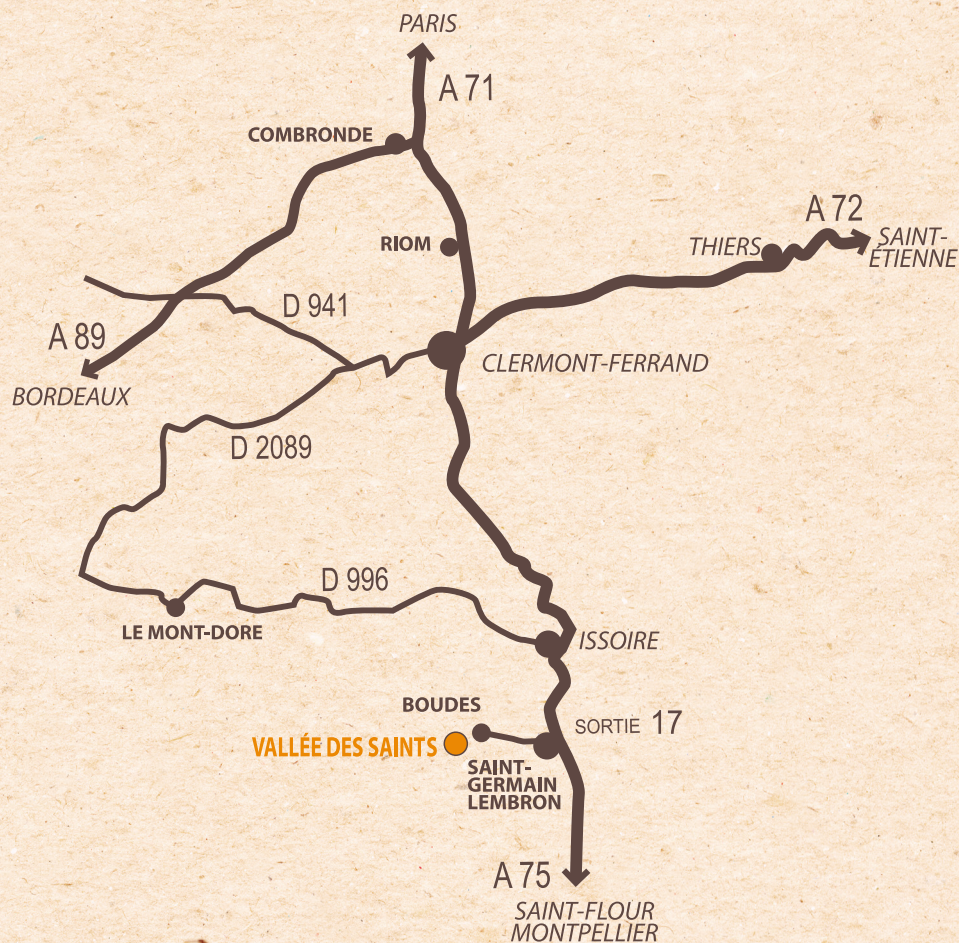 PARIS
A 71
COMBRONDE
A 72
RIOM
THIERS
SAINT-
ÉTIENNE
D 941
A 89
CLERMONT-FERRAND
BORDEAUX
D 2089
D 996
LE MONT-DORE
ISSOIRE
BOUDES
SORTIE 17
VALLÉE DES SAINTS
SAINT-
GERMAIN
LEMBRON
A 75
SAINT-FLOUR
MONTPELLIER